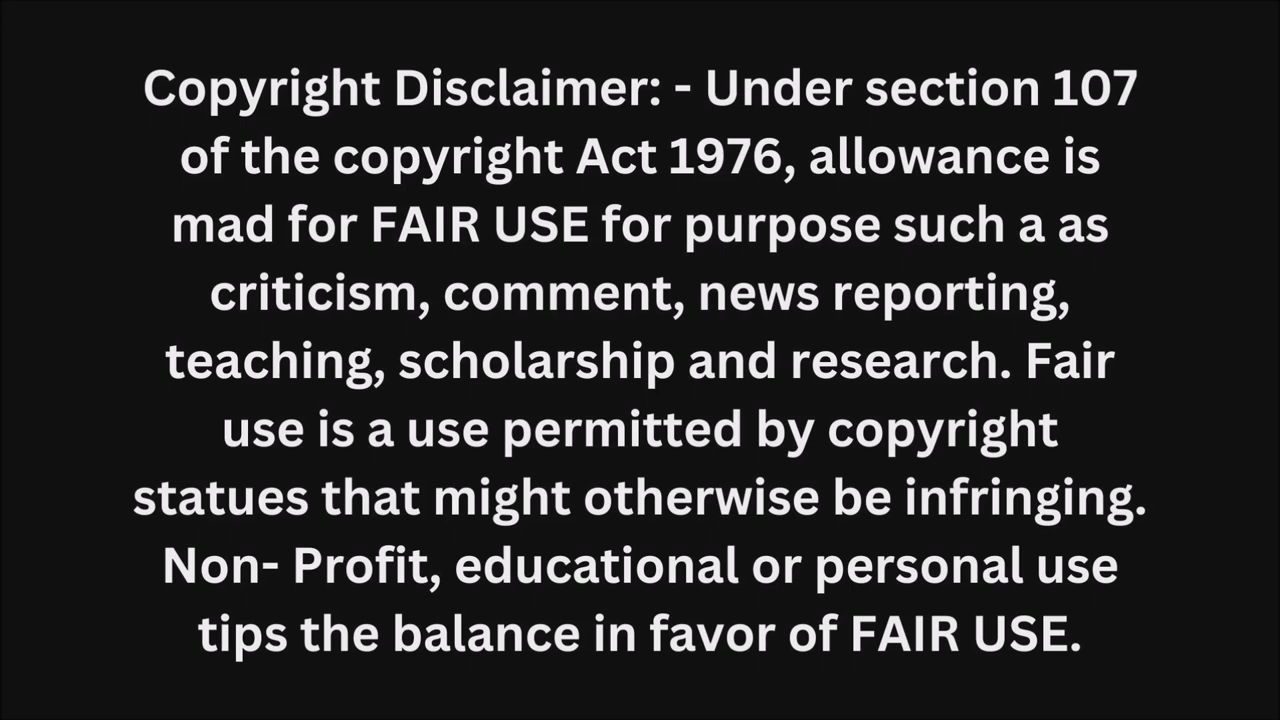 Copyright Disclaimer: - Under section 107
of the copyright Act 1976, allowance is
mad for FAIR USE for purpose such a as
criticism, comment, news reporting,
teaching, scholarship and research. Fair
use is a use permitted by copyright
statues that might otherwise be infringing.
Non- Profit, educational or personal use
tips the balance in favor of FAIR USE.